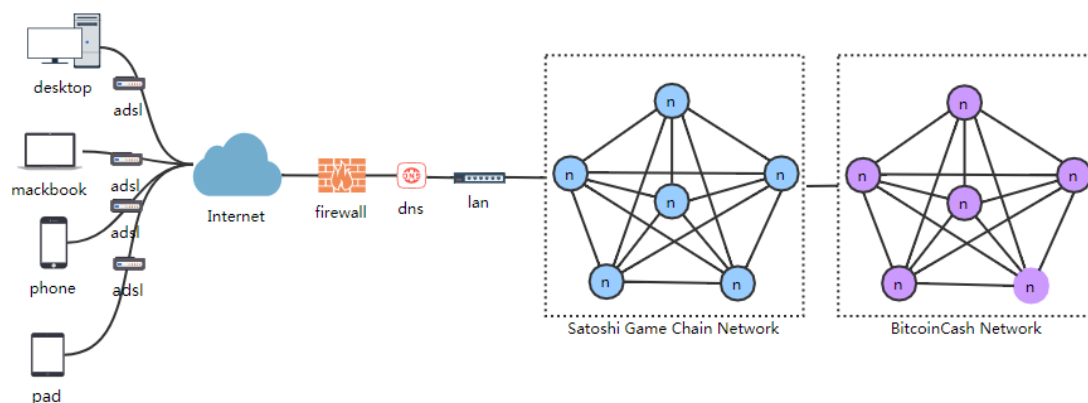 desktop
adsl
mackbook
adsl
adsl
phone
adsl
pad
Internet
firewall
dns
lan
n
n
n
n
n
n
Satoshi Game Chain Network
n
n
n
n
n
n
BitcoinCash Network